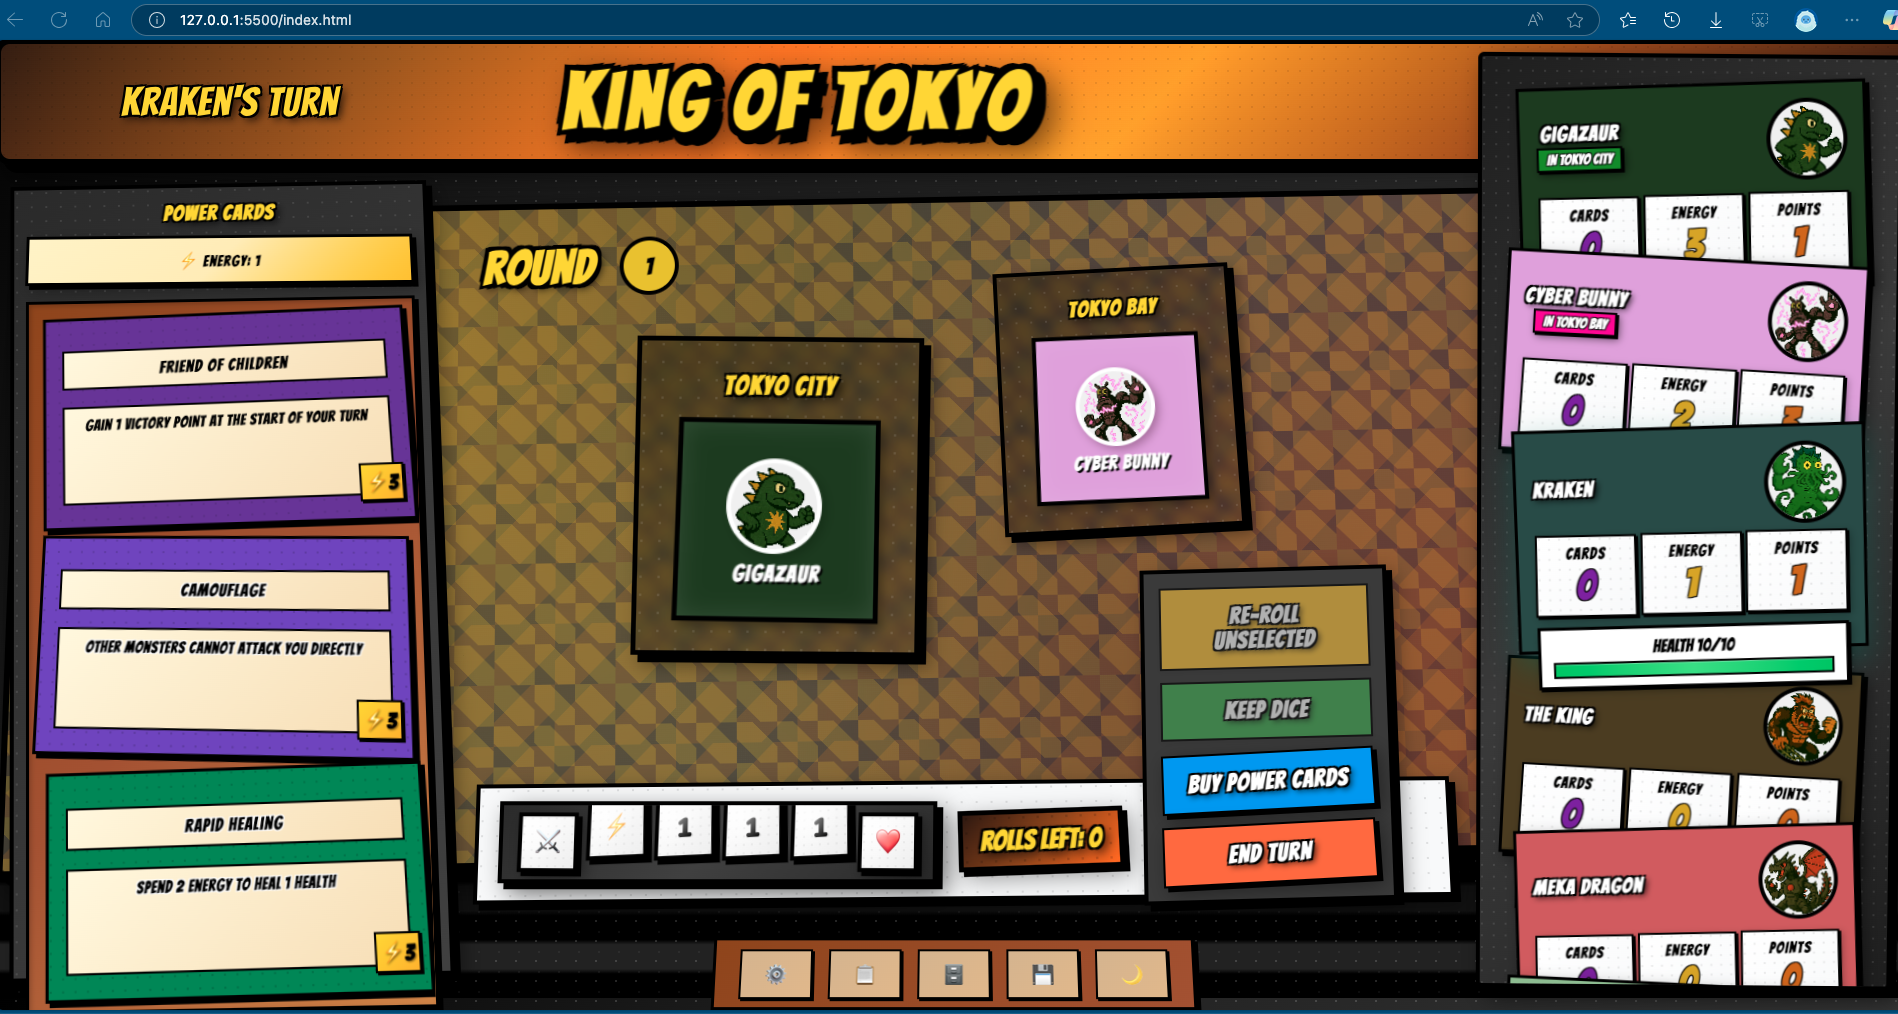 127.0.0.1:5500/index.html
KRAKEN'S TURN
KING OF TOKYO
POWER CARDS
⚡ ENERGY: 1
FRIEND OF CHILDREN
GAIN 1 VICTORY POINT AT THE START OF YOUR TURN
⚡3
CAMOUFLAGE
OTHER MONSTERS CANNOT ATTACK YOU DIRECTLY
⚡3
RAPID HEALING
SPEND 2 ENERGY TO HEAL 1 HEALTH
⚡3
ROUND 1
TOKYO CITY
GIGAZAUR
TOKYO BAY
CYBER BUNNY
1 1 1
ROLLS LEFT: 0
RE-ROLL
UNSELECTED
KEEP DICE
BUY POWER CARDS
END TURN
GIGAZAUR
IN TOKYO CITY
CARDS ENERGY POINTS
0 3 1
CYBER BUNNY
IN TOKYO BAY
CARDS ENERGY POINTS
0 2 3
KRAKEN
CARDS ENERGY POINTS
0 1 1
HEALTH 10/10
THE KING
CARDS ENERGY POINTS
0 0 0
MEKA DRAGON
CARDS ENERGY POINTS
0 0 0